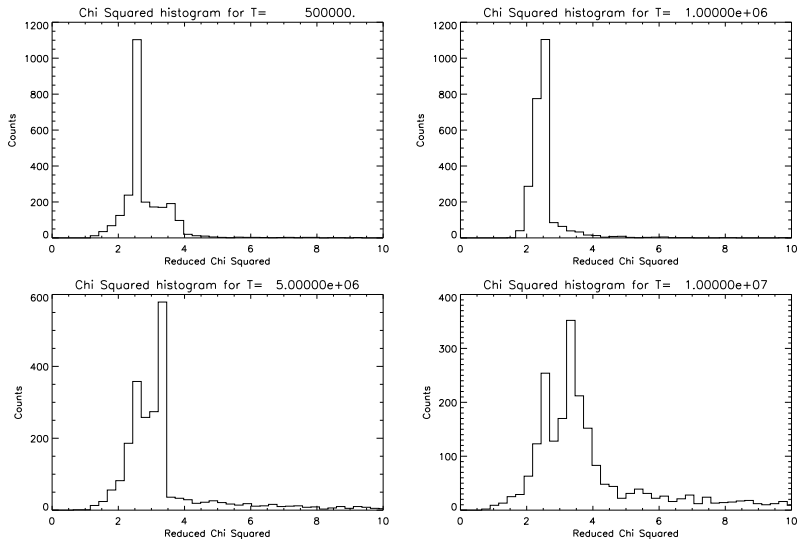 Chi Squared histogram for T= 500000.
1200
1000
800
600
400
200
0
Counts
0 2 4 6 8 10
Reduced Chi Squared
Chi Squared histogram for T= 1.00000e+06
1200
1000
800
600
400
200
0
Counts
0 2 4 6 8 10
Reduced Chi Squared
Chi Squared histogram for T= 5.00000e+06
600
400
200
0
Counts
0 2 4 6 8 10
Reduced Chi Squared
Chi Squared histogram for T= 1.00000e+07
400
300
200
100
0
Counts
0 2 4 6 8 10
Reduced Chi Squared